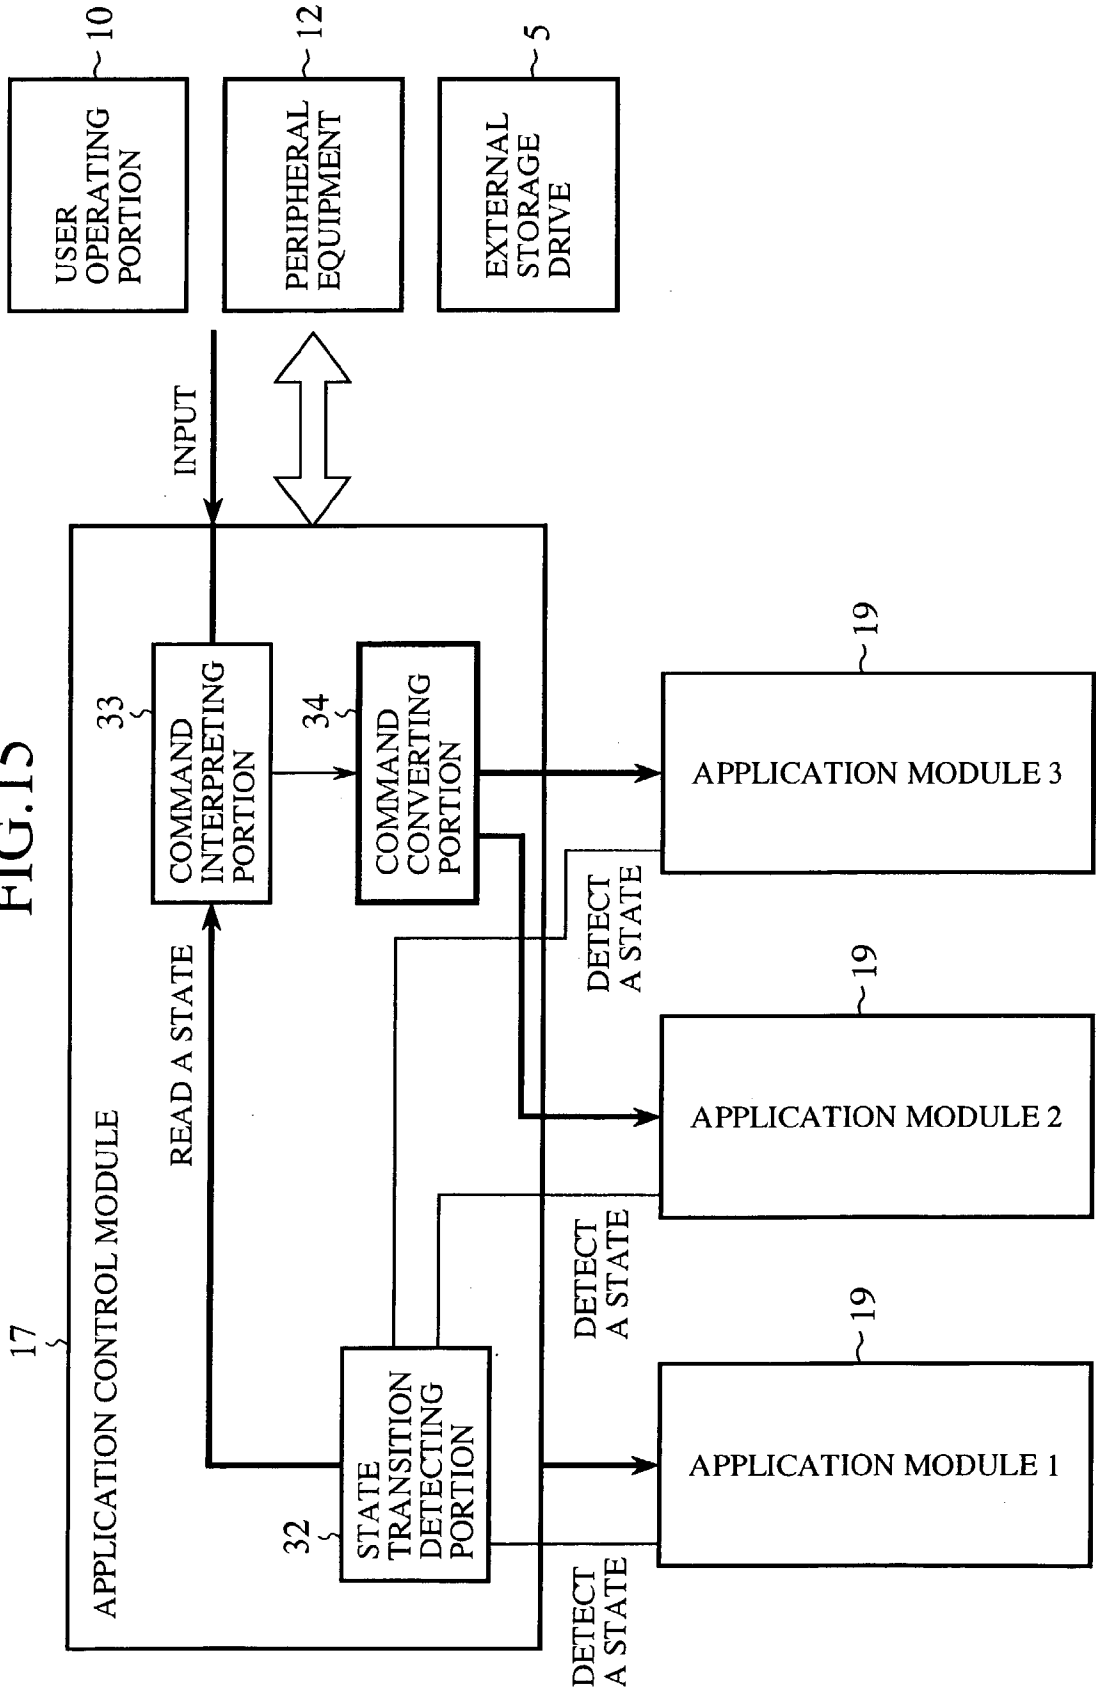 FIG.15
17
APPLICATION CONTROL MODULE
READ A STATE
33
COMMAND
INTERPRETING
PORTION
INPUT
USER
OPERATING
PORTION
10
32
STATE
TRANSITION
DETECTING
PORTION
34
COMMAND
CONVERTING
PORTION
PERIPHERAL
EQUIPMENT
12
EXTERNAL
STORAGE
DRIVE
5
DETECT
A STATE
DETECT
A STATE
DETECT
A STATE
19
APPLICATION MODULE 1
19
APPLICATION MODULE 2
19
APPLICATION MODULE 3